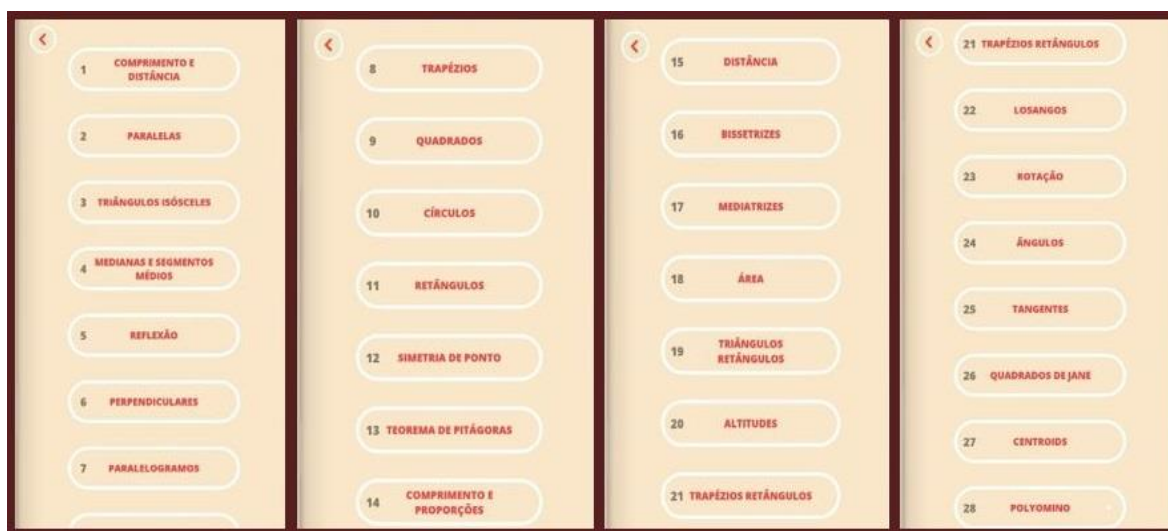 1 COMPRIMENTO E
DISTÂNCIA
2 PARALELAS
3 TRIÂNGULOS ISÓSCELES
4 MEDIANAS E SEGMENTOS
MÉDIOS
5 REFLEXÃO
6 PERPENDICULARES
7 PARALELOGRAMOS
8 TRAPÉZIOS
9 QUADRADOS
10 CÍRCULOS
11 RETÂNGULOS
12 SIMETRIA DE PONTO
13 TEOREMA DE PITÁGORAS
14 COMPRIMENTO E
PROPORÇÕES
15 DISTÂNCIA
16 BISSETRIZES
17 MEDIATRIZES
18 ÁREA
19 TRIÂNGULOS
RETÂNGULOS
20 ALTITUDES
21 TRAPÉZIOS RETÂNGULOS
21 TRAPÉZIOS RETÂNGULOS
22 LOSANGOS
23 ROTAÇÃO
24 ÂNGULOS
25 TANGENTES
26 QUADRADOS DE JANE
27 CENTROIDS
28 POLYOMINO